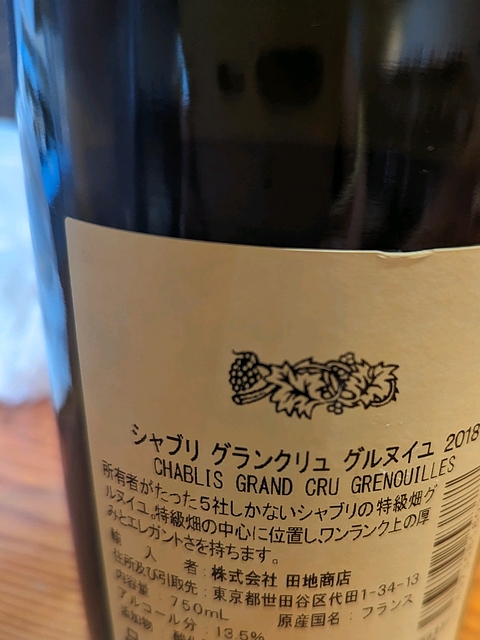 シャブリ グランクリュ グルヌイユ 2018
CHABLIS GRAND CRU GRENOUILLES
所有者がたった5社しかないシャブリの特級畑グ
ルヌイユ。特級畑の中心に位置し、ワンランク上の厚
みとエレガントさを持ちます。
輸 入 者：株式会社 田地商店
住所及び引取先：東京都世田谷区代田1-34-13
内容量：750mL 原産国名：フランス
アルコール分：13.5%
添加物